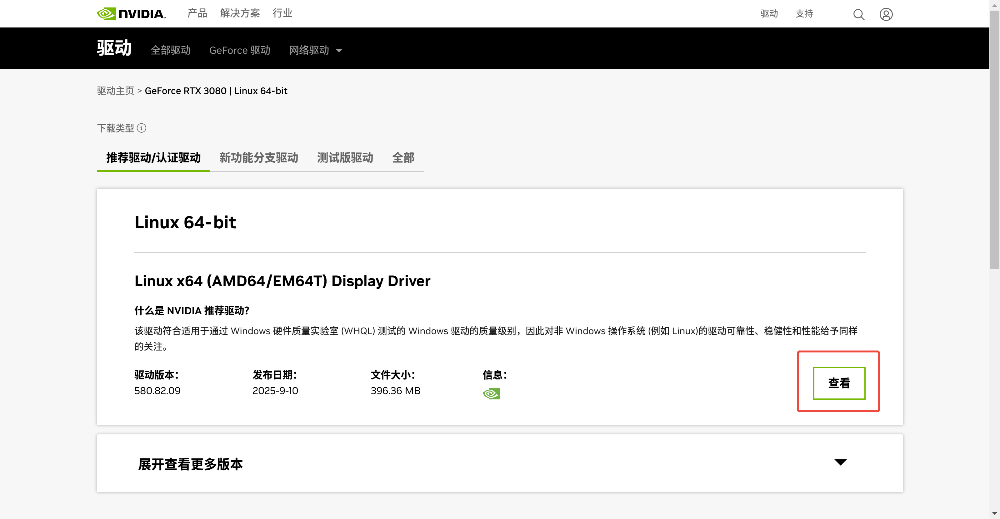 NVIDIA. 产品 解决方案 行业 驱动 支持
驱动 全部驱动 GeForce 驱动 网络驱动
驱动主页 > GeForce RTX 3080 | Linux 64-bit
下载类型
推荐驱动/认证驱动 新功能分支驱动 测试版驱动 全部
Linux 64-bit
Linux x64 (AMD64/EM64T) Display Driver
什么是 NVIDIA 推荐驱动?
该驱动符合适用于通过 Windows 硬件质量实验室 (WHQL) 测试的 Windows 驱动的质量级别，因此对非 Windows 操作系统 (例如 Linux)的驱动可靠性、稳健性和性能给予同样
的关注。
驱动版本： 发布日期： 文件大小： 信息：
580.82.09 2025-9-10 396.36 MB
查看
展开查看更多版本